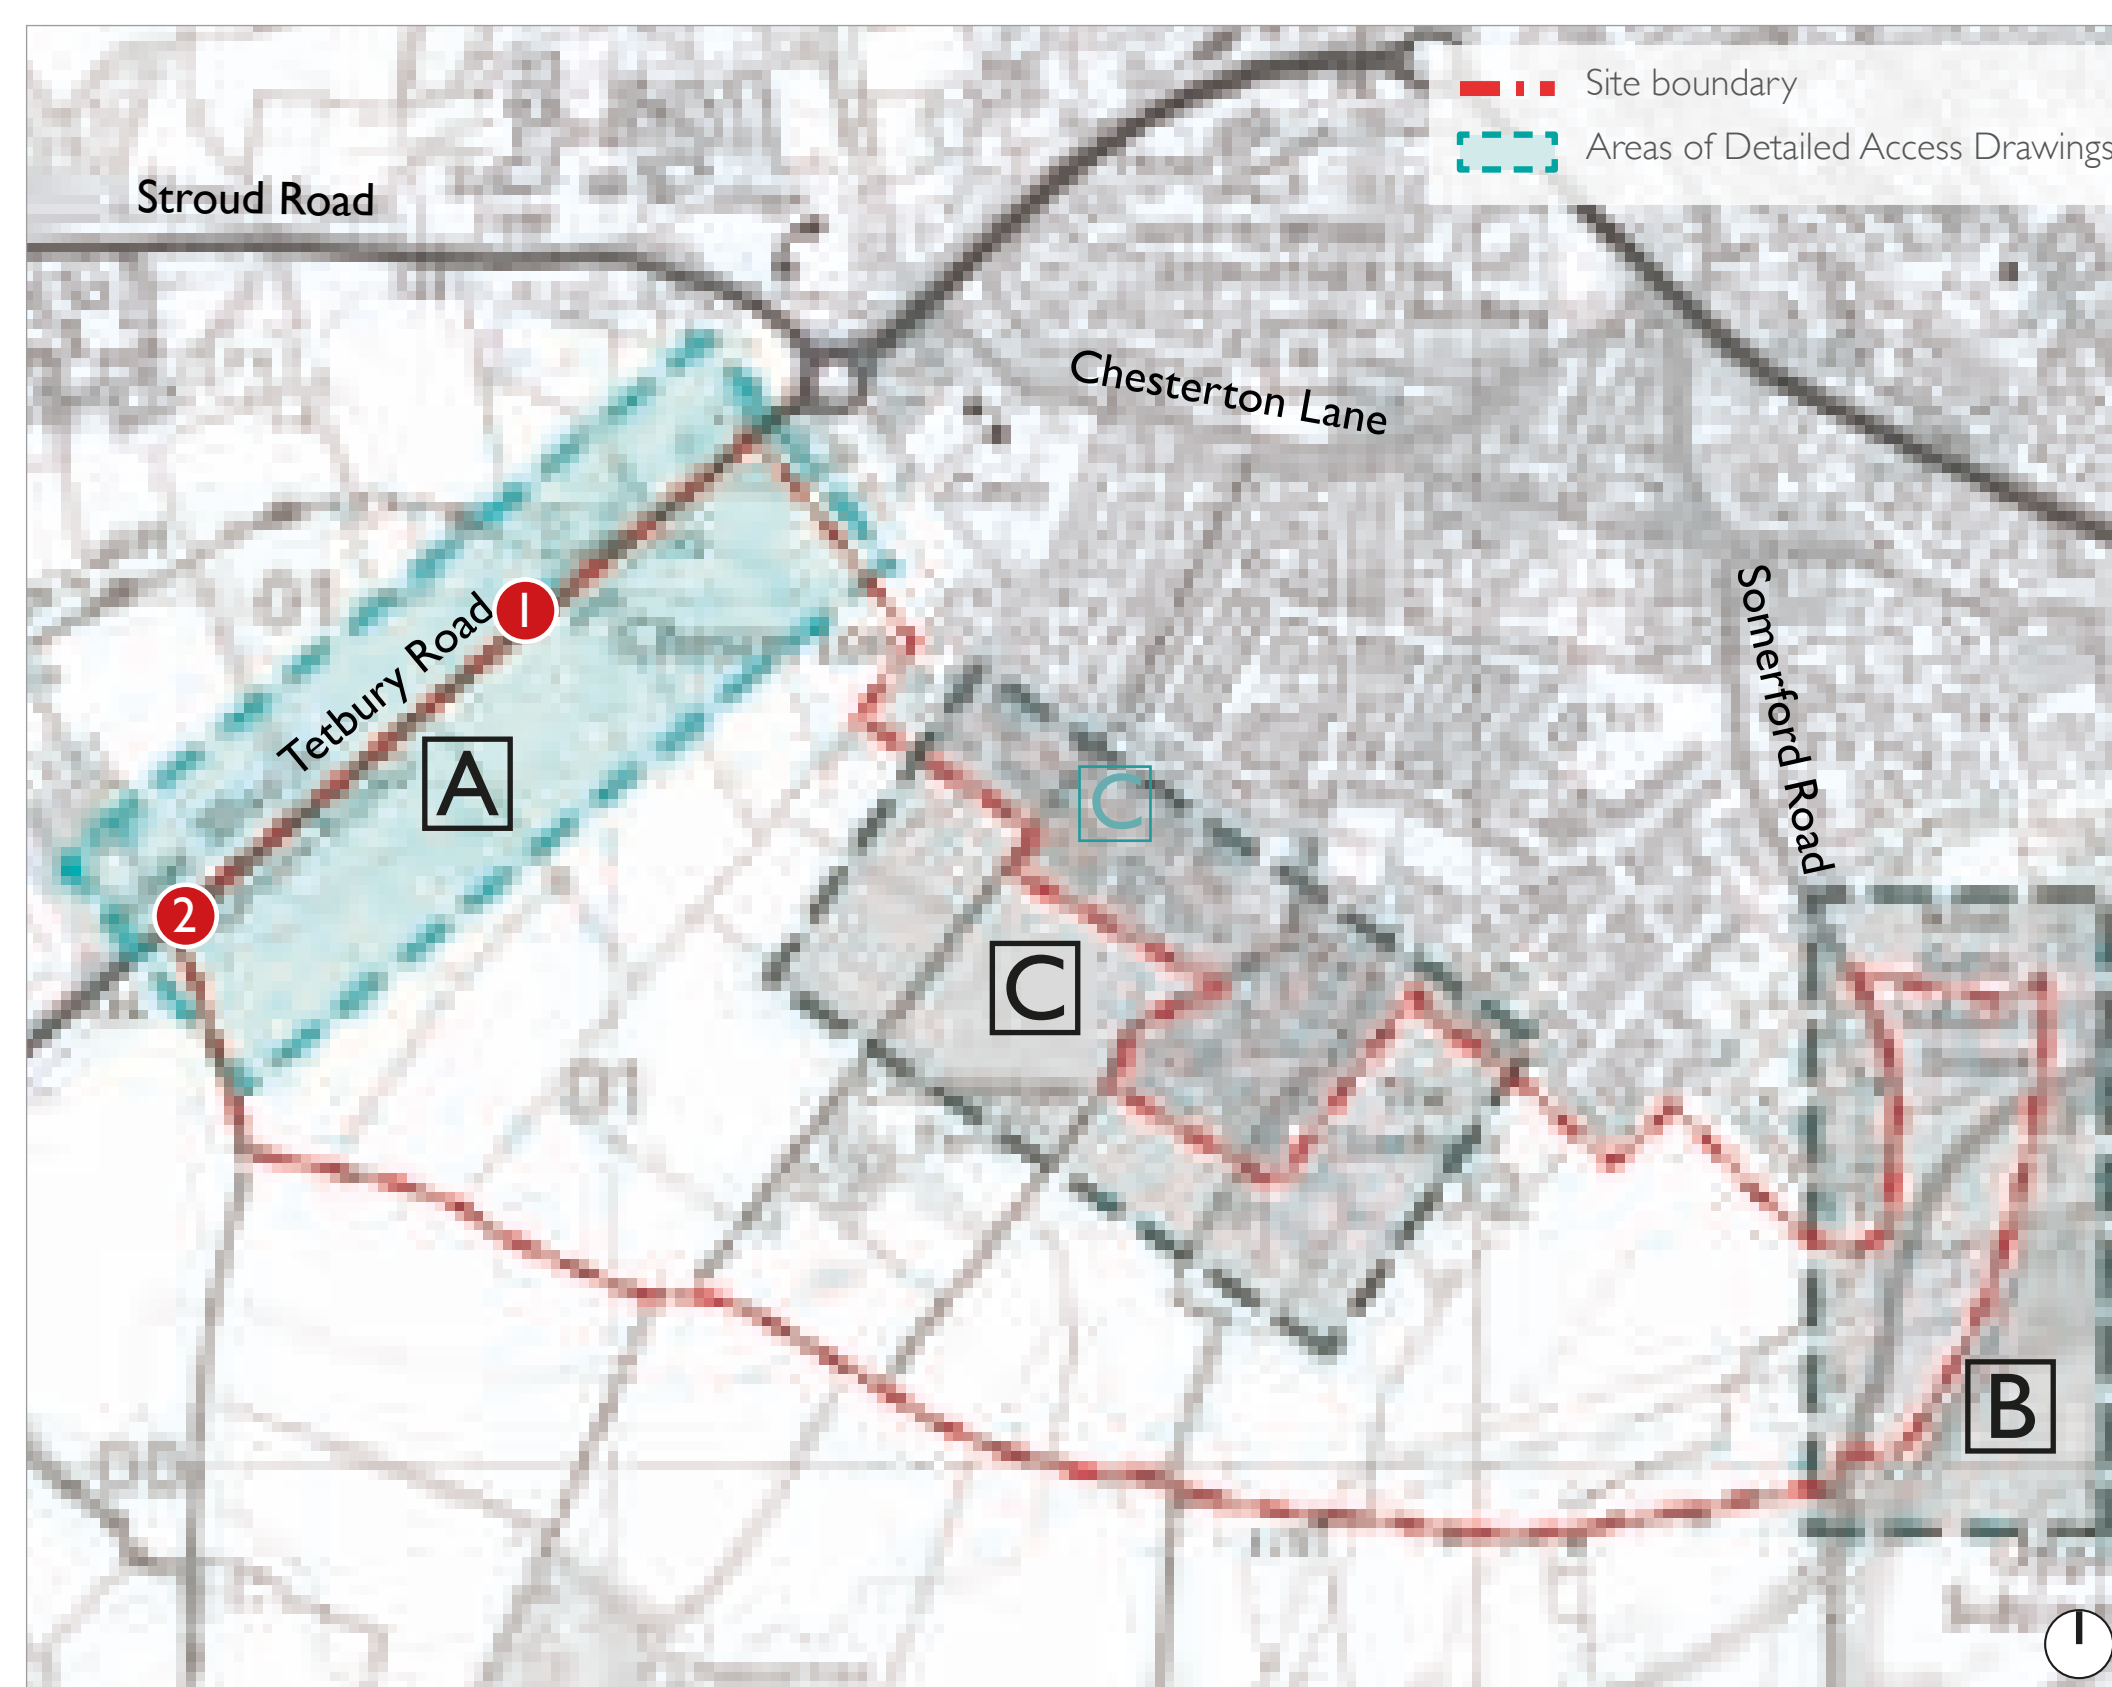 Site boundary
Areas of Detailed Access Drawings
Stroud Road
Chesterton Lane
Somerford Road
Tetbury Road
1
2
A
C
C
B